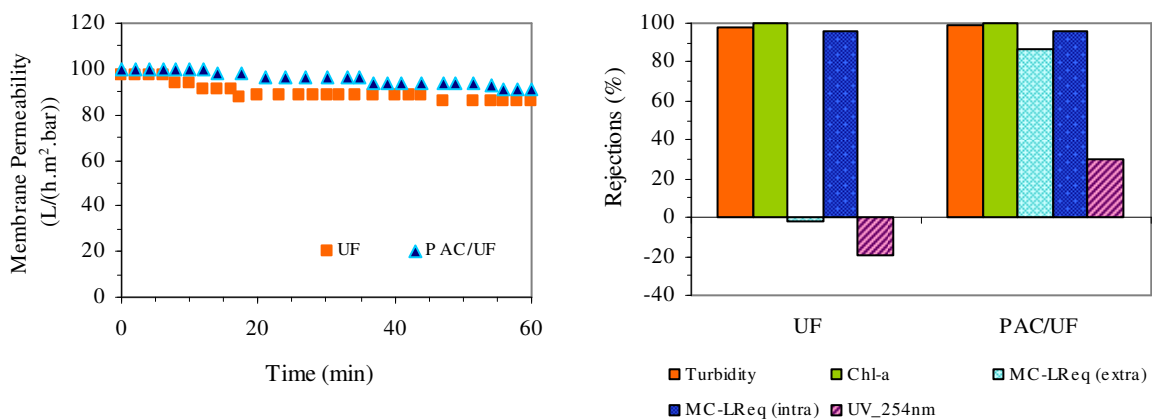 Membrane Permeability
(L/(h.m².bar))
120
100
80
60
40
20
0
UF
PAC/UF
0
20
40
60
Time (min)
Rejections (%)
100
80
60
40
20
0
-20
-40
UF
PAC/UF
Turbidity
Chl-a
MC-LReq (extra)
MC-LReq (intra)
UV_254nm